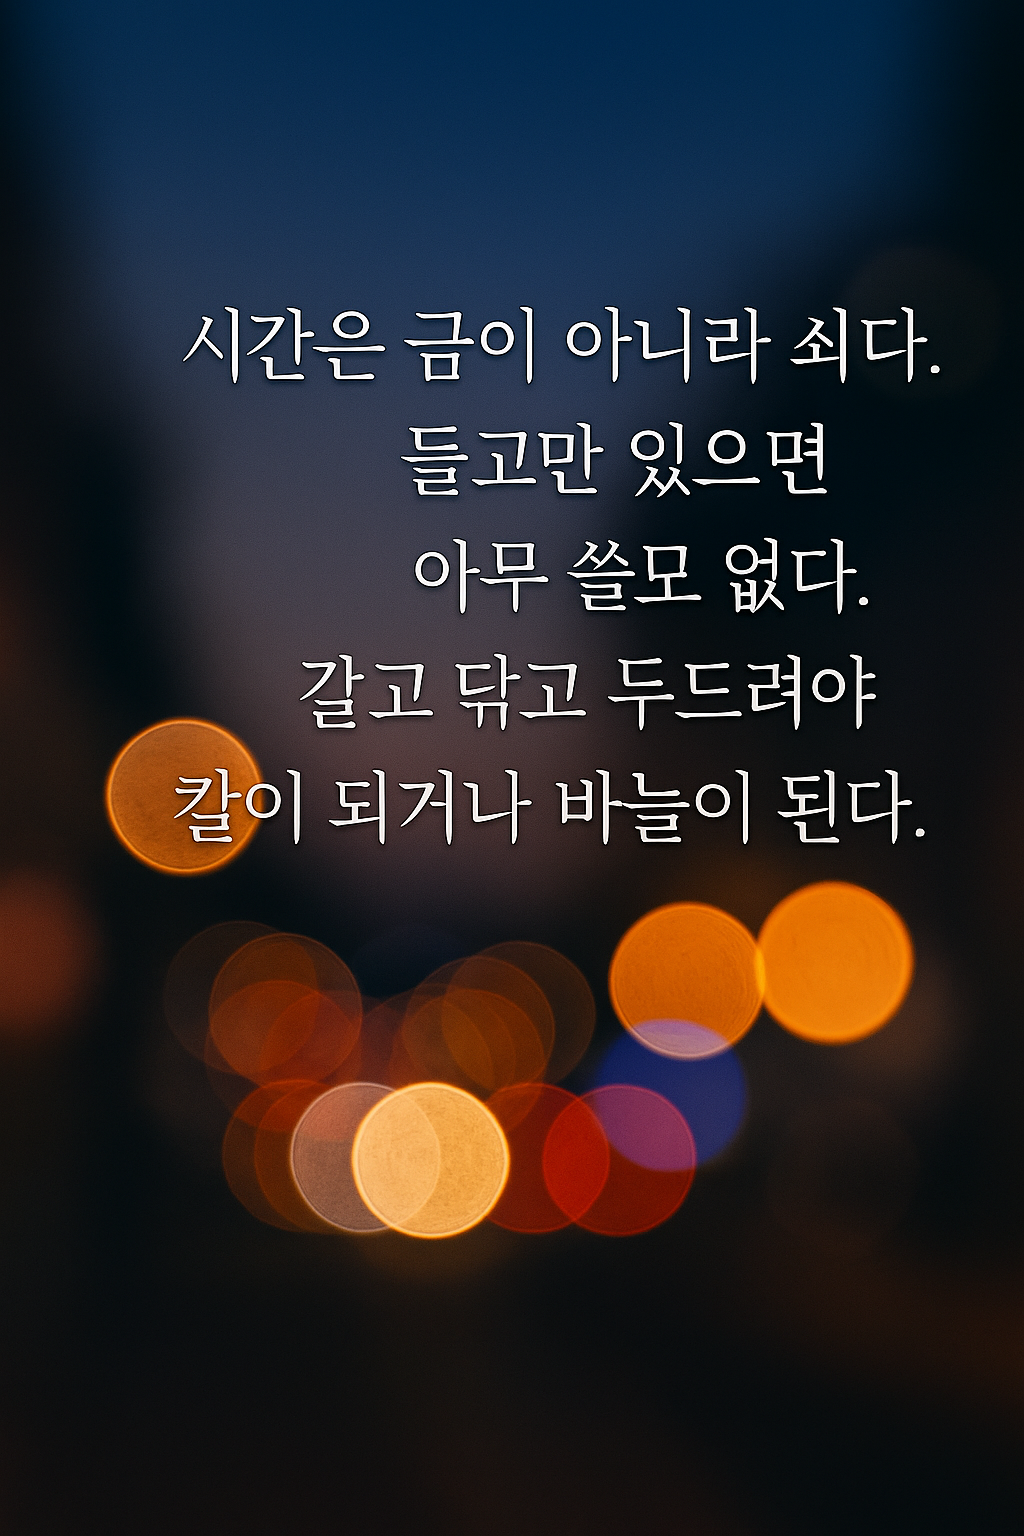 시간은 금이 아니라 쇠다.
들고만 있으면
아무 쓸모 없다.
갈고 닦고 두드려야
칼이 되거나 바늘이 된다.